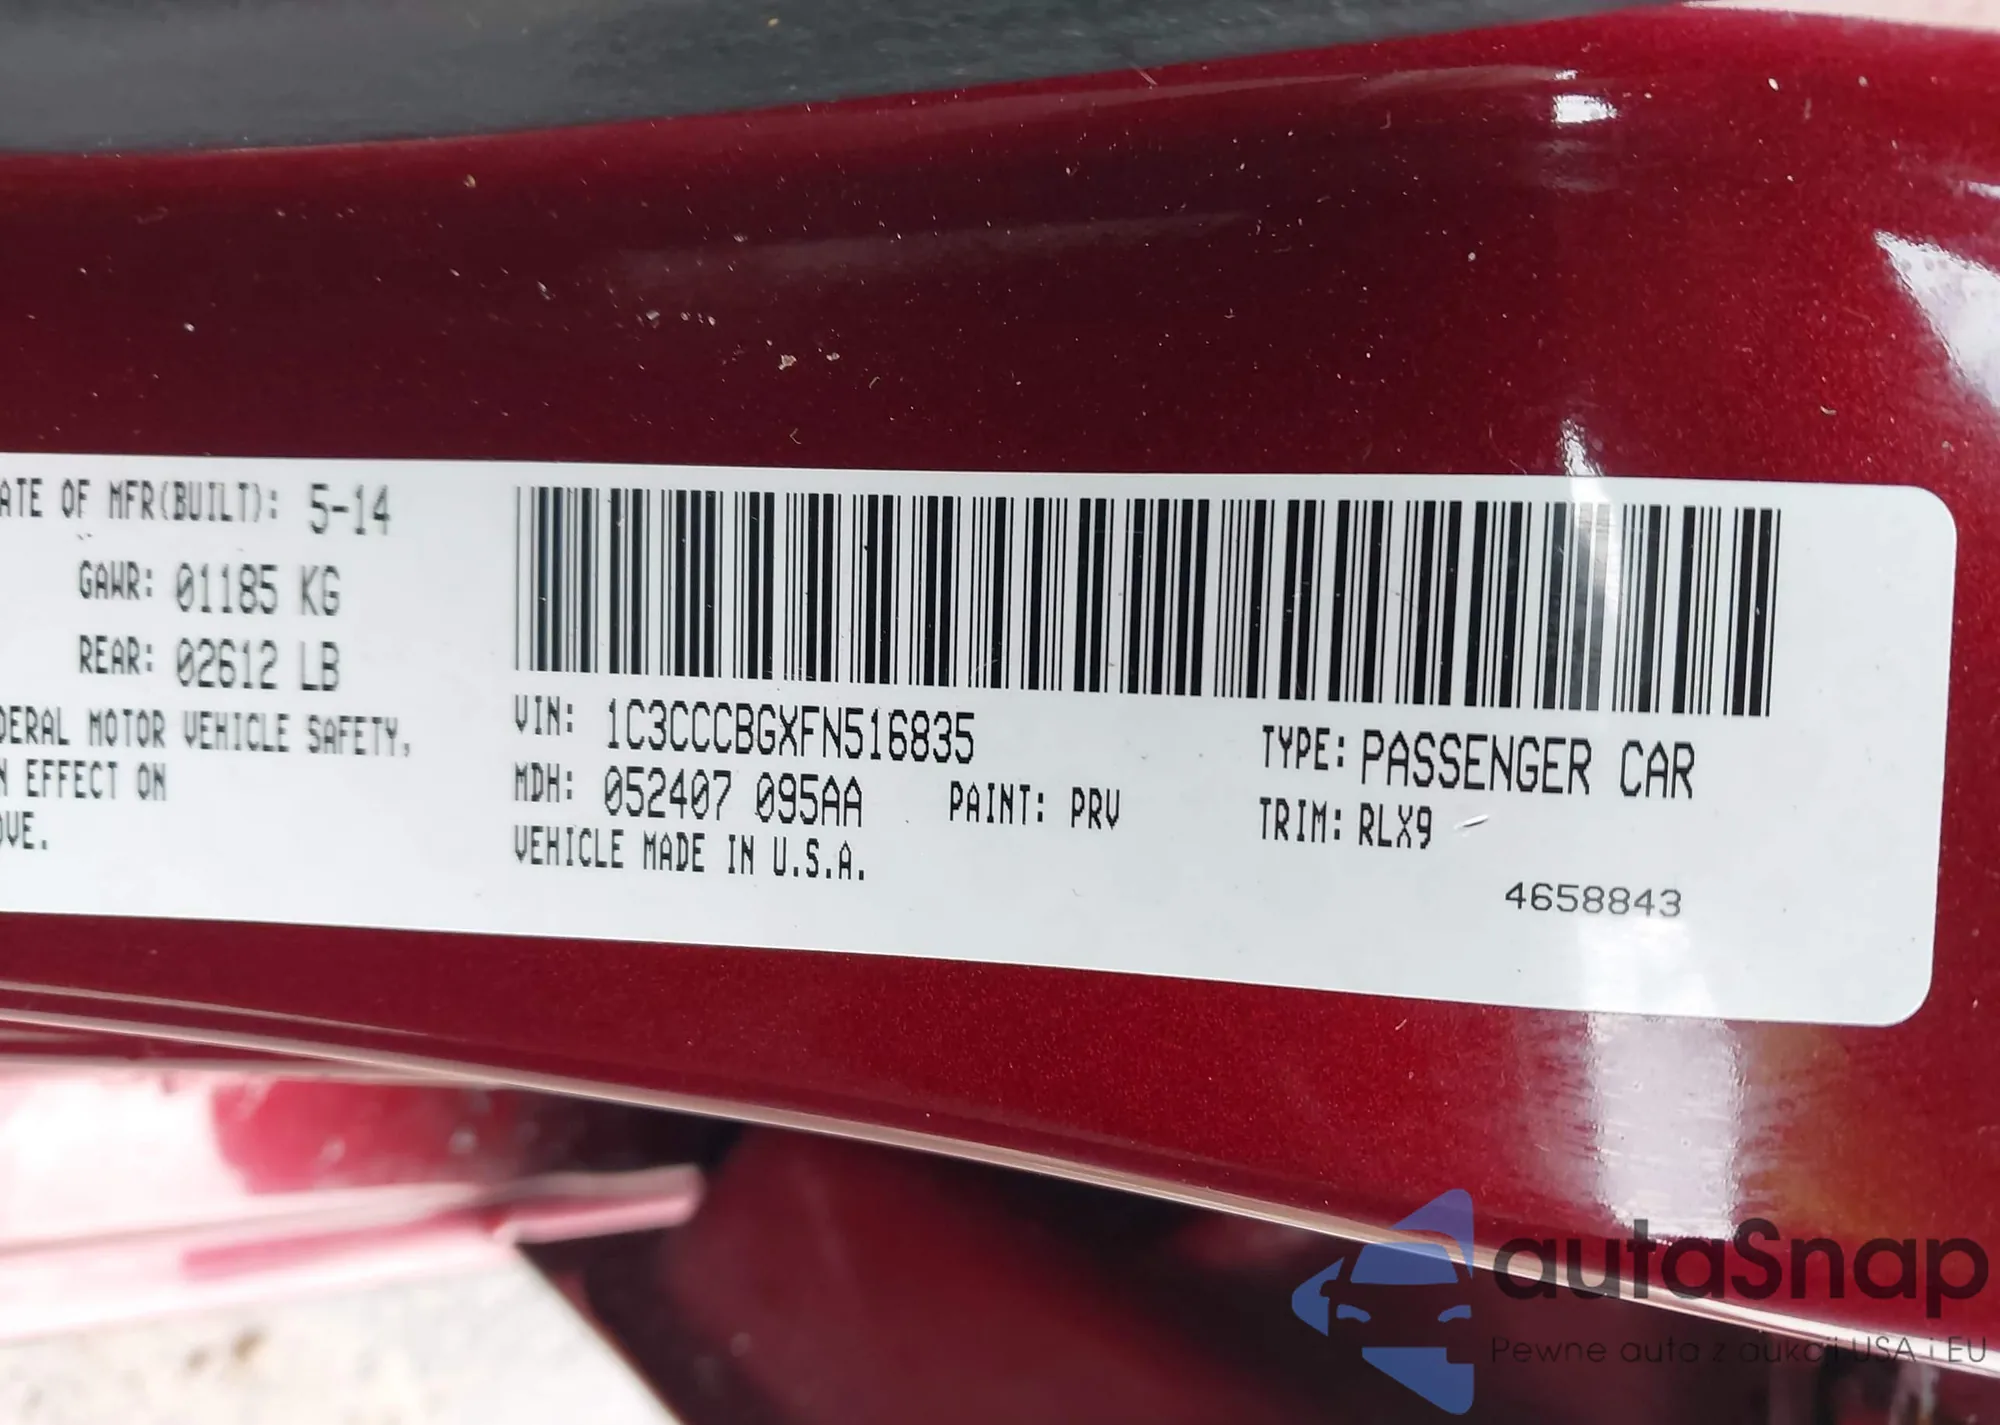 ATE OF MFR(BUILT): 5-14
GAWR: 01185 KG
REAR: 02612 LB
DERAL MOTOR VEHICLE SAFETY,
N EFFECT ON
OVE.
VIN: 1C3CCCBGXFN516835
TYPE: PASSENGER CAR
MDH: 052407 095AA
PAINT: PRV
TRIM: RLX9
VEHICLE MADE IN U.S.A.
4658843
autaSnap
Pewne auta z aukcji USA i EU